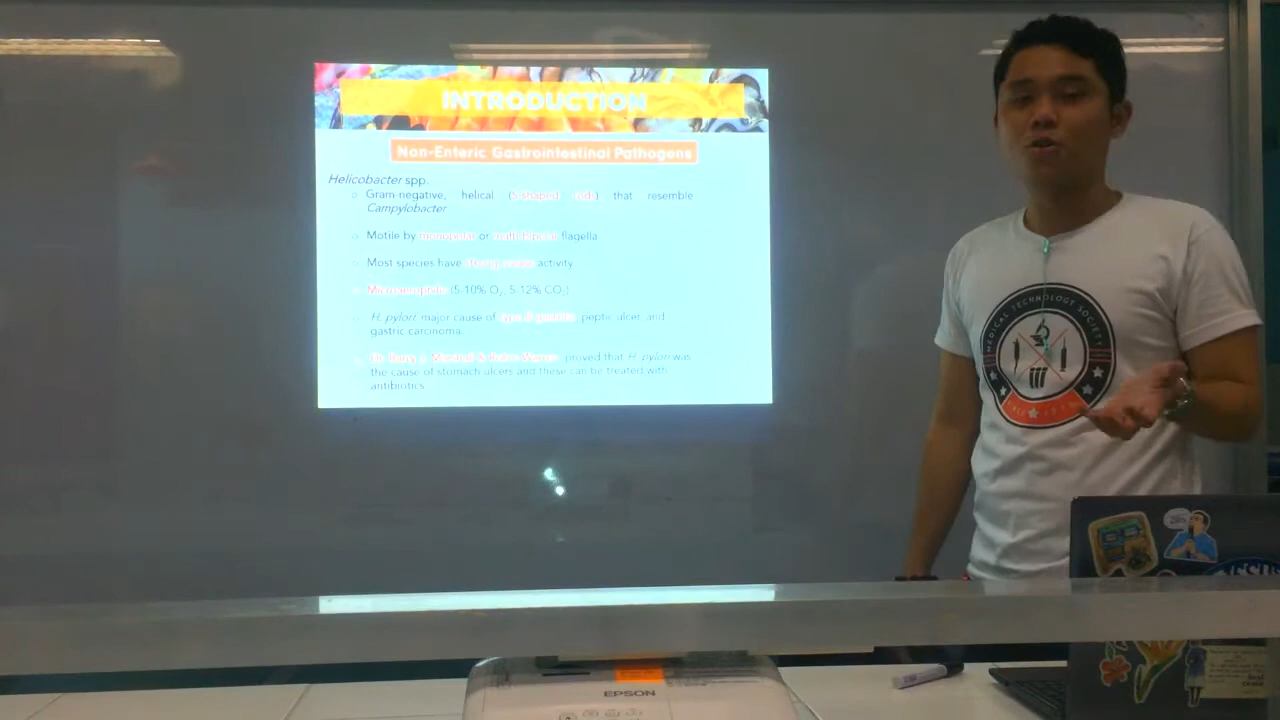 INTRODUCTION
Non-Enteric Gastrointestinal Pathogens
Helicobacter spp.
Gram-negative, helical (S-shaped rods) that resemble
Campylobacter
Motile by monopolar or flagella
Most species have strong urease activity
Microaerophilic (5-10% O2, 5-12% CO2)
H. pylori: major cause of type B gastritis, peptic ulcer, and
gastric carcinoma.
Dr. Barry J. Marshall & Robin Warren: proved that H. pylori was
the cause of stomach ulcers and these can be treated with
antibiotics
MEDICAL TECHNOLOGY SOCIETY
EPSON